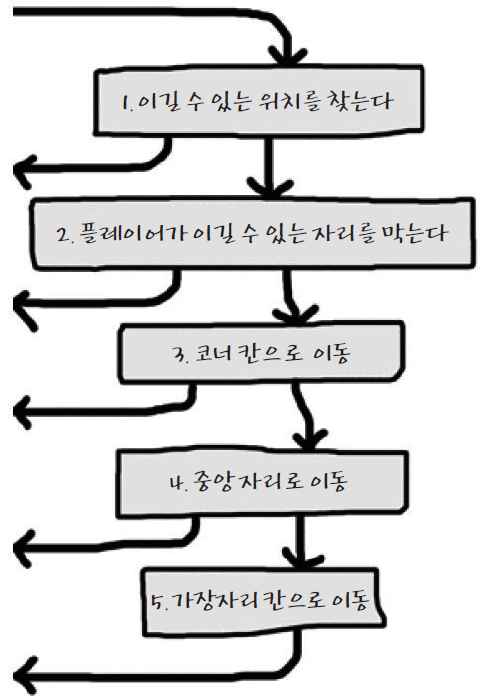 1. 이길 수 있는 위치를 찾는다
2. 플레이어가 이길 수 있는 자리를 막는다
3. 코너 칸으로 이동
4. 중앙 자리로 이동
5. 가장자리 칸으로 이동